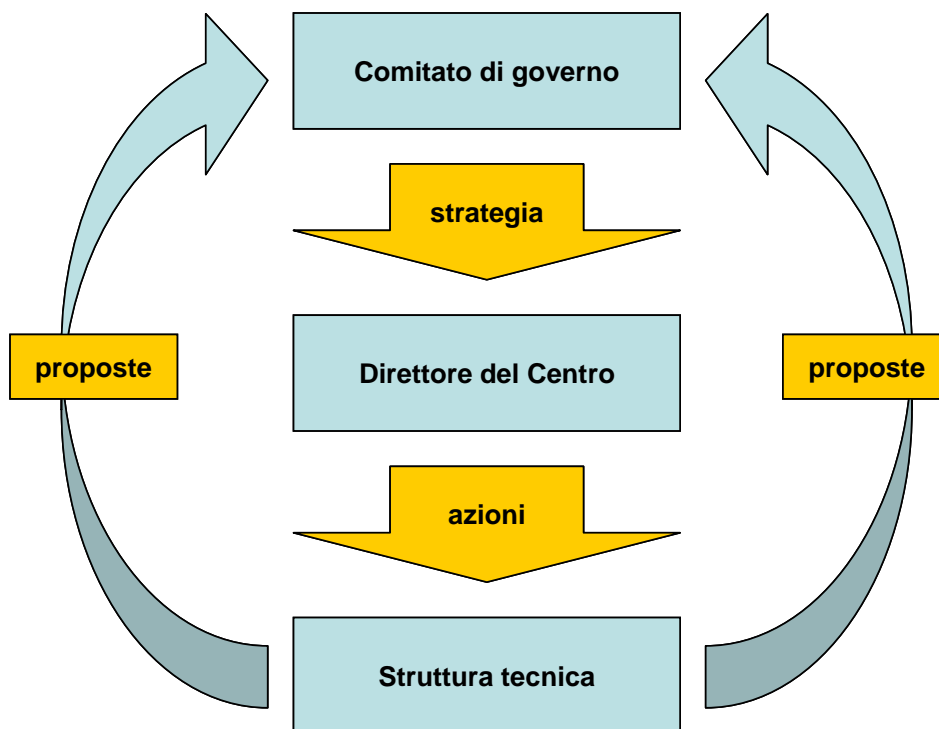 Comitato di governo
strategia
proposte
Direttore del Centro
proposte
azioni
Struttura tecnica